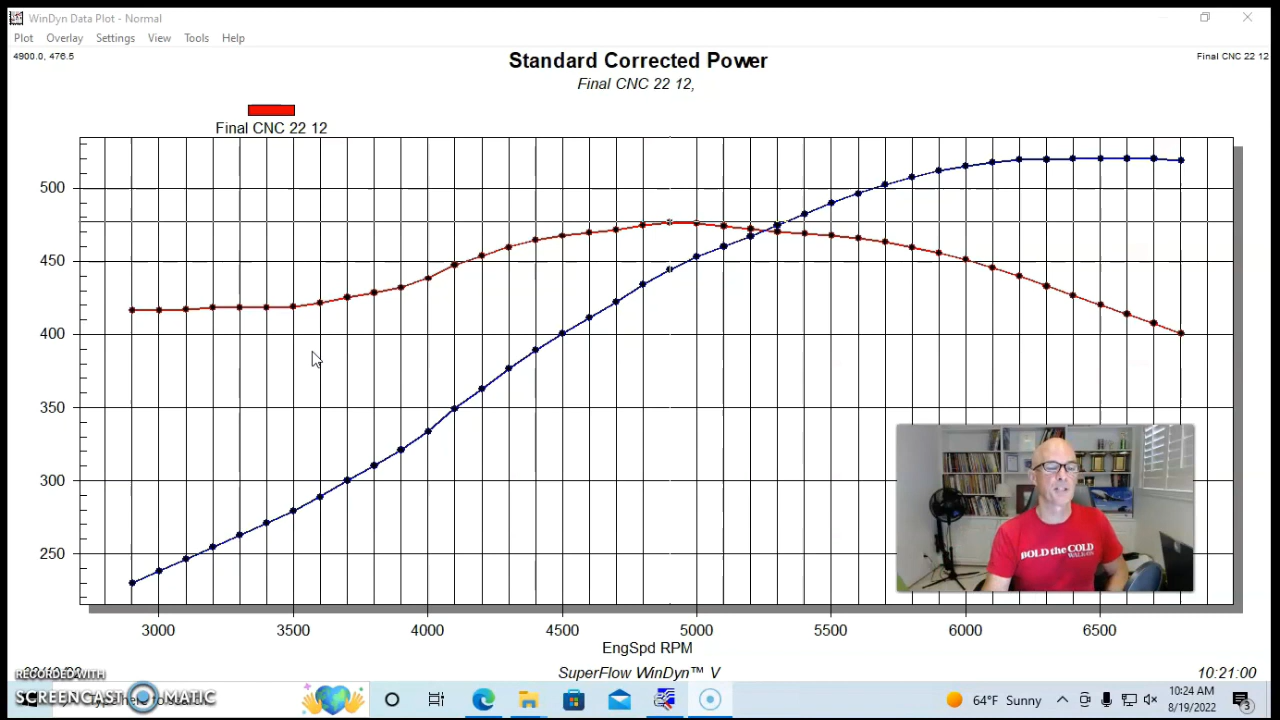 WinDyn Data Plot - Normal
Plot Overlay Settings View Tools Help
4900.0, 476.5
Final CNC 22 12
Standard Corrected Power
Final CNC 22 12,
Final CNC 22 12
500
450
400
350
300
250
3000 3500 4000 4500 5000 5500 6000 6500
EngSpd RPM
BOLD the COLD
SuperFlow WinDyn™ V
10:21:00
RECORDED WITH
SCREENCAST-O-MATIC
64°F Sunny
10:24 AM
8/19/2022
3